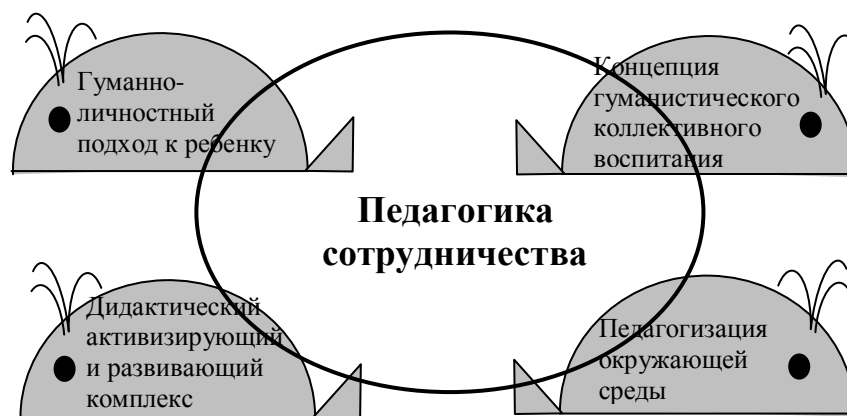 Гуманно-
личностный
подход к ребенку
Концепция
гуманистического
коллективного
воспитания
Педагогика
сотрудничества
Дидактический
активизирующий
и развивающий
комплекс
Педагогизация
окружающей
среды